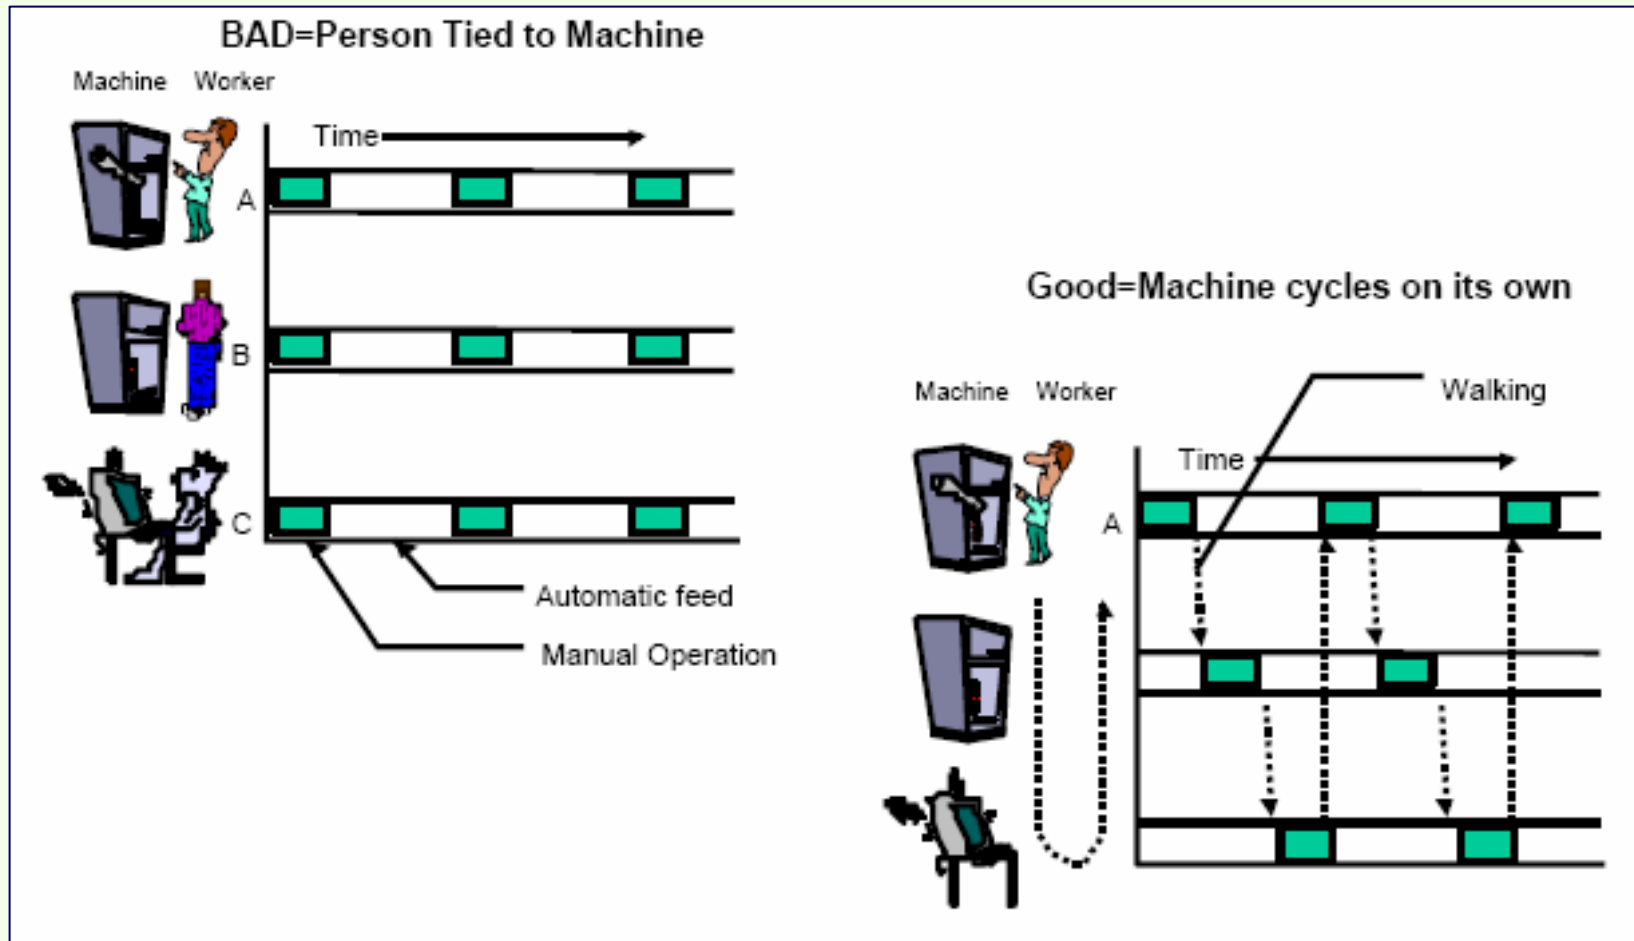 BAD=Person Tied to Machine
Machine Worker
Time
A
B
C
Automatic feed
Manual Operation
Good=Machine cycles on its own
Machine Worker
Walking
Time
A